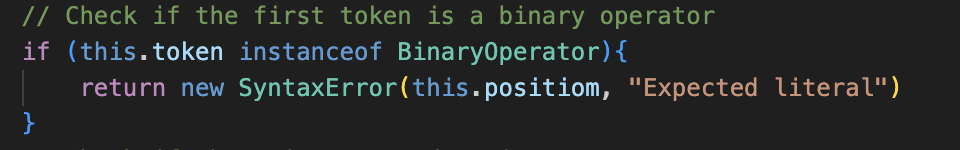 // Check if the first token is a binary operator
if (this.token instanceof BinaryOperator){
return new SyntaxError(this.positiom, "Expected literal")
}